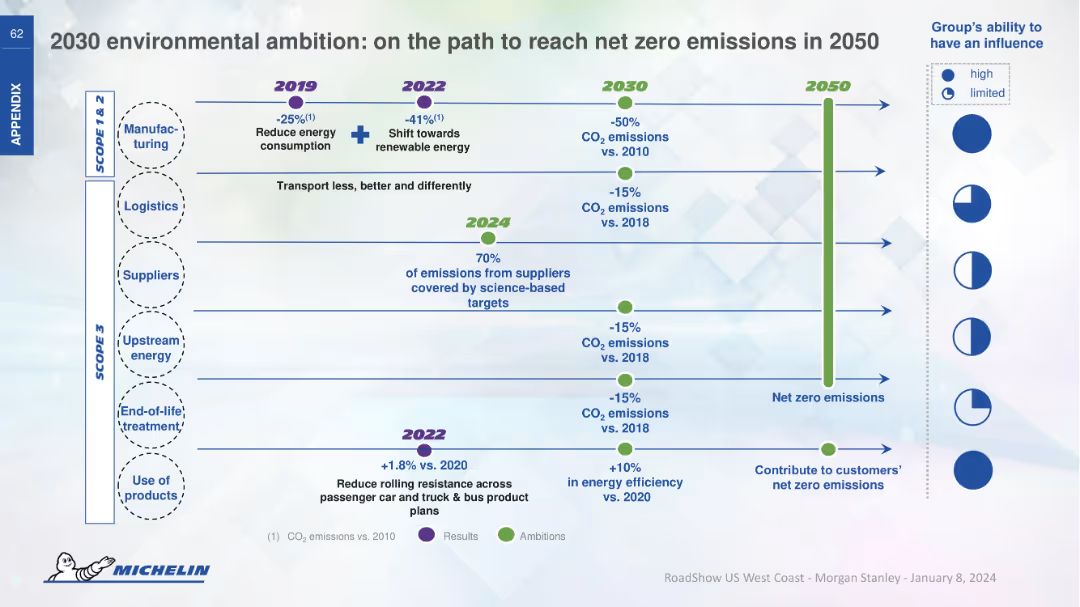 62
APPENDIX
2030 environmental ambition: on the path to reach net zero emissions in 2050
Group's ability to
have an influence
high
limited
2019
2022
2030
2050
SCOPE 1 & 2
Manufac-
turing
-25%(1)
Reduce energy
consumption
-41%(1)
Shift towards
renewable energy
-50%
CO2 emissions
vs. 2010
SCOPE 3
Logistics
Transport less, better and differently
-15%
CO2 emissions
vs. 2018
Suppliers
2024
70%
of emissions from suppliers
covered by science-based
targets
Upstream
energy
-15%
CO2 emissions
vs. 2018
End-of-life
treatment
-15%
CO2 emissions
vs. 2018
Net zero emissions
Use of
products
2022
+1.8% vs. 2020
Reduce rolling resistance across
passenger car and truck & bus product
plans
+10%
in energy efficiency
vs. 2020
Contribute to customers'
net zero emissions
(1) CO2 emissions vs. 2010
Results
Ambitions
MICHELIN
RoadShow US West Coast - Morgan Stanley - January 8, 2024